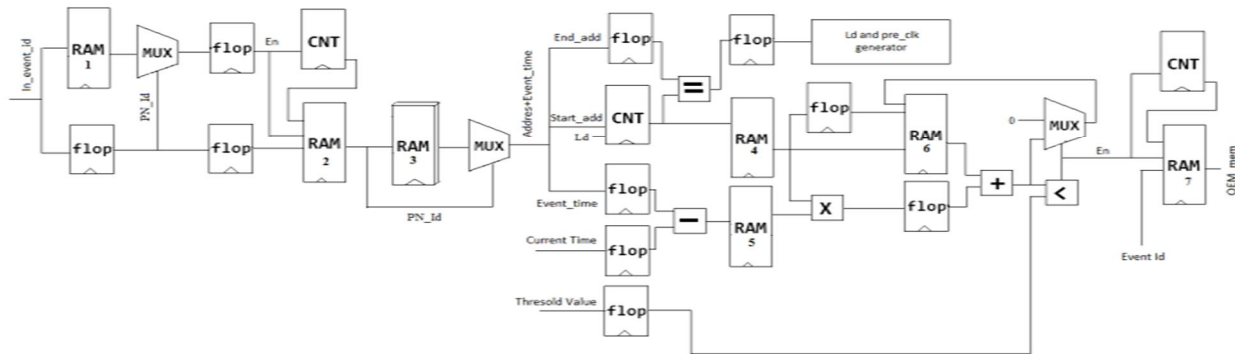 In_event_id
RAM
1
MUX
PN_Id
flop
flop
En
CNT
flop
RAM
2
RAM
3
MUX
PN_Id
Addres+Event_time
End_add
flop
=
flop
Ld and pre_clk
generator
Start_add
Ld
CNT
RAM
4
flop
RAM
6
0
MUX
En
CNT
RAM
7
OEM_mem
Event_time
flop
Current Time
flop
−
RAM
5
X
flop
+
<
Event Id
Thresold Value
flop